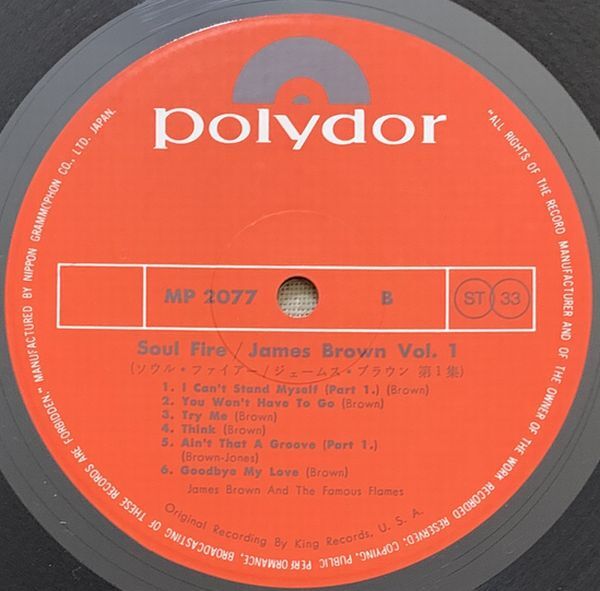 polydor
MP 2077 B ST 33
Soul Fire / James Brown Vol. 1
(ソウル・ファイアー/ジェームス・ブラウン 第1集)
1. I Can't Stand Myself (Part 1.) (Brown)
2. You Won't Have To Go (Brown)
3. Try Me (Brown)
4. Think (Brown)
5. Ain't That A Groove (Part 1.)
(Brown-Jones)
6. Goodbye My Love (Brown)
James Brown And The Famous Flames
Original Recording By King Records, U. S. A.
"ALL RIGHTS OF THE RECORD MANUFACTURER AND OF THE OWNER OF THE WORK RECORDED RESERVED. COPYING, PUBLIC PERFORMANCE, BROADCASTING OF THESE RECORDS ARE FORBIDDEN." MANUFACTURED BY NIPPON GRAMMOPHON CO., LTD. JAPAN.